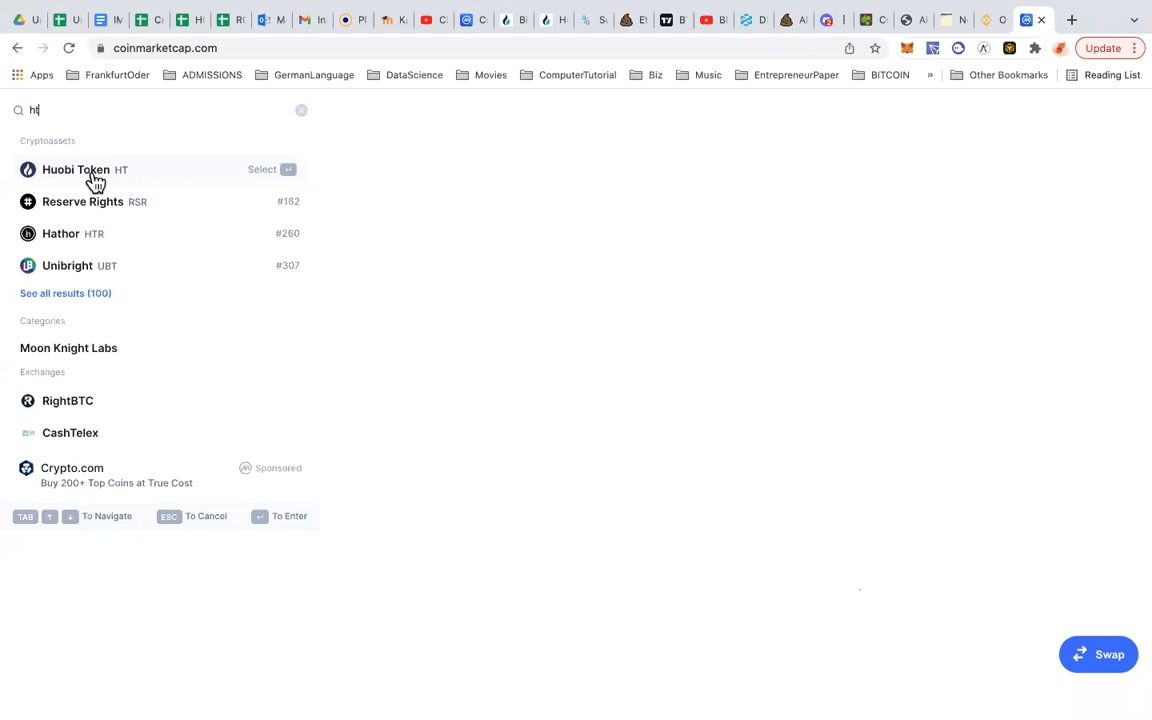 coinmarketcap.com
Update
Apps FrankfurtOder ADMISSIONS GermanLanguage DataScience Movies ComputerTutorial Biz Music EntrepreneurPaper BITCOIN » Other Bookmarks Reading List
ht
Cryptoassets
Huobi Token HT Select
Reserve Rights RSR #162
Hathor HTR #260
Unibright UBT #307
See all results (100)
Categories
Moon Knight Labs
Exchanges
RightBTC
CashTelex
Crypto.com Sponsored
Buy 200+ Top Coins at True Cost
TAB To Navigate ESC To Cancel To Enter
Swap